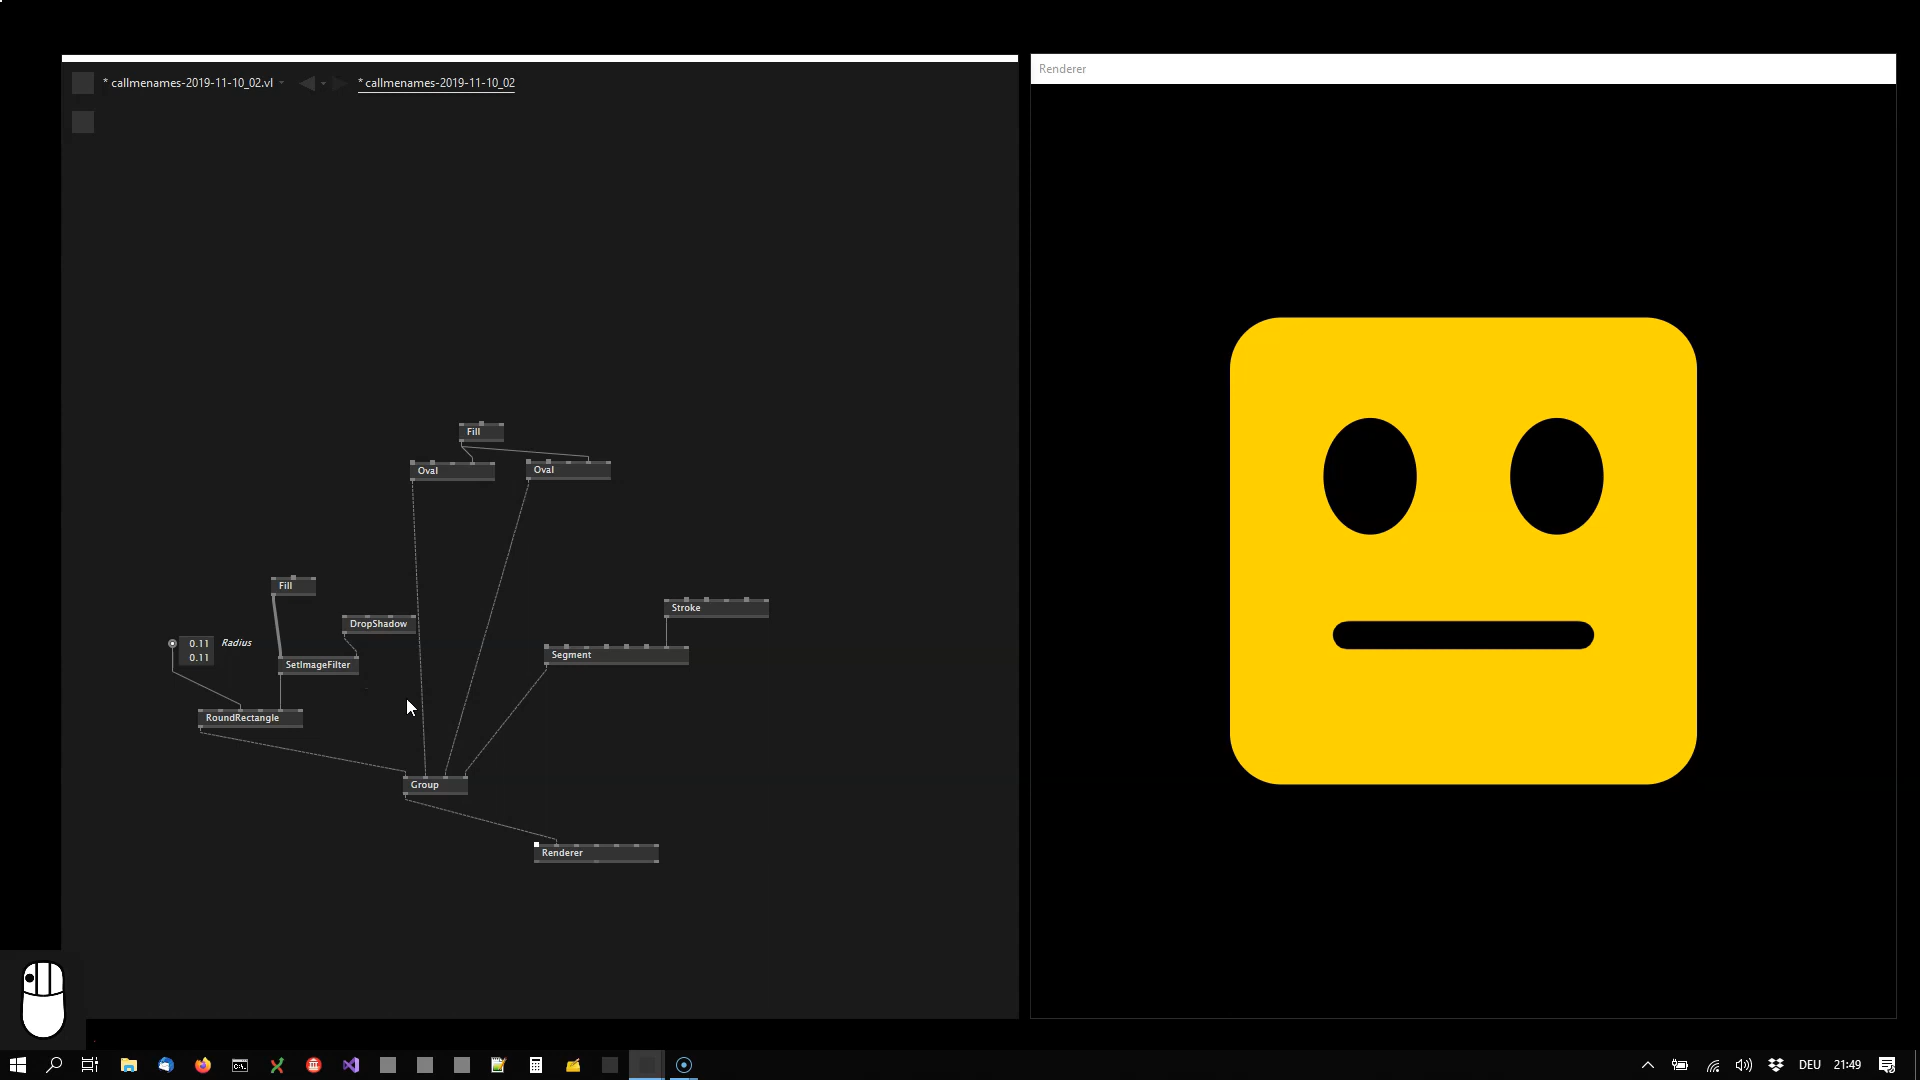 * callmenames-2019-11-10_02.vl
* callmenames-2019-11-10_02
Renderer
Fill
Oval
Oval
Fill
Stroke
DropShadow
0.11
0.11
Radius
Segment
SetImageFilter
RoundRectangle
Group
Renderer
DEU
21:49